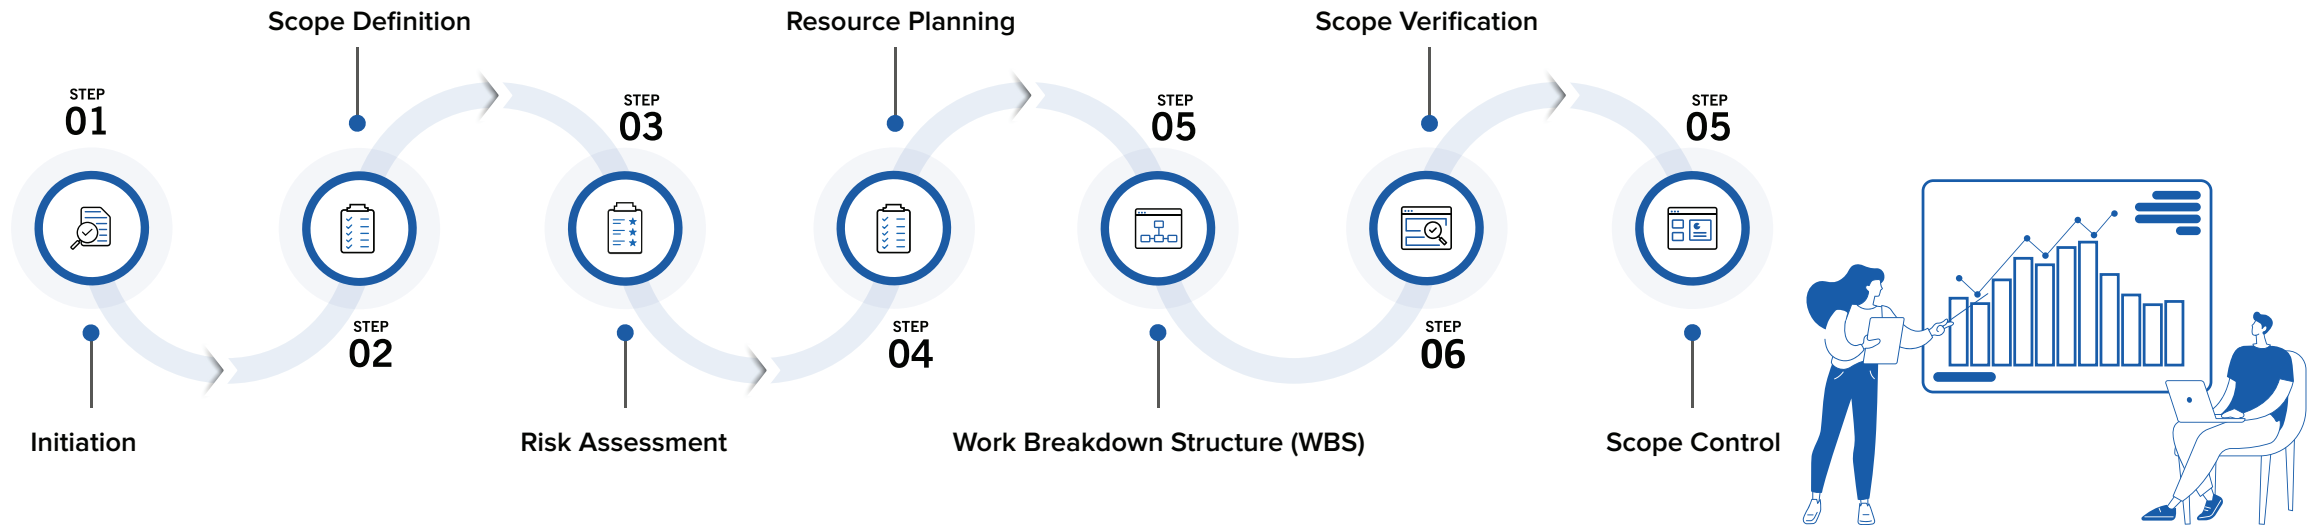 STEP
01
Initiation
Scope Definition
STEP
02
STEP
03
Risk Assessment
Resource Planning
STEP
04
STEP
05
Work Breakdown Structure (WBS)
Scope Verification
STEP
06
STEP
05
Scope Control